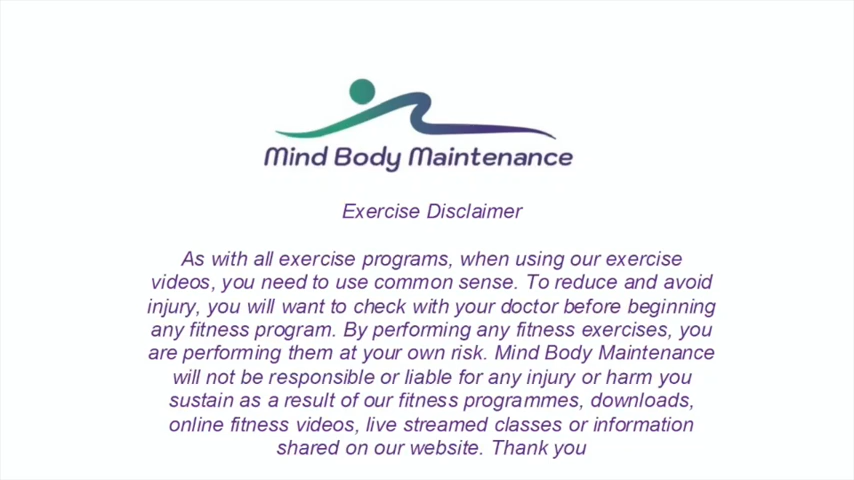 Mind Body Maintenance
Exercise Disclaimer
As with all exercise programs, when using our exercise
videos, you need to use common sense. To reduce and avoid
injury, you will want to check with your doctor before beginning
any fitness program. By performing any fitness exercises, you
are performing them at your own risk. Mind Body Maintenance
will not be responsible or liable for any injury or harm you
sustain as a result of our fitness programmes, downloads,
online fitness videos, live streamed classes or information
shared on our website. Thank you